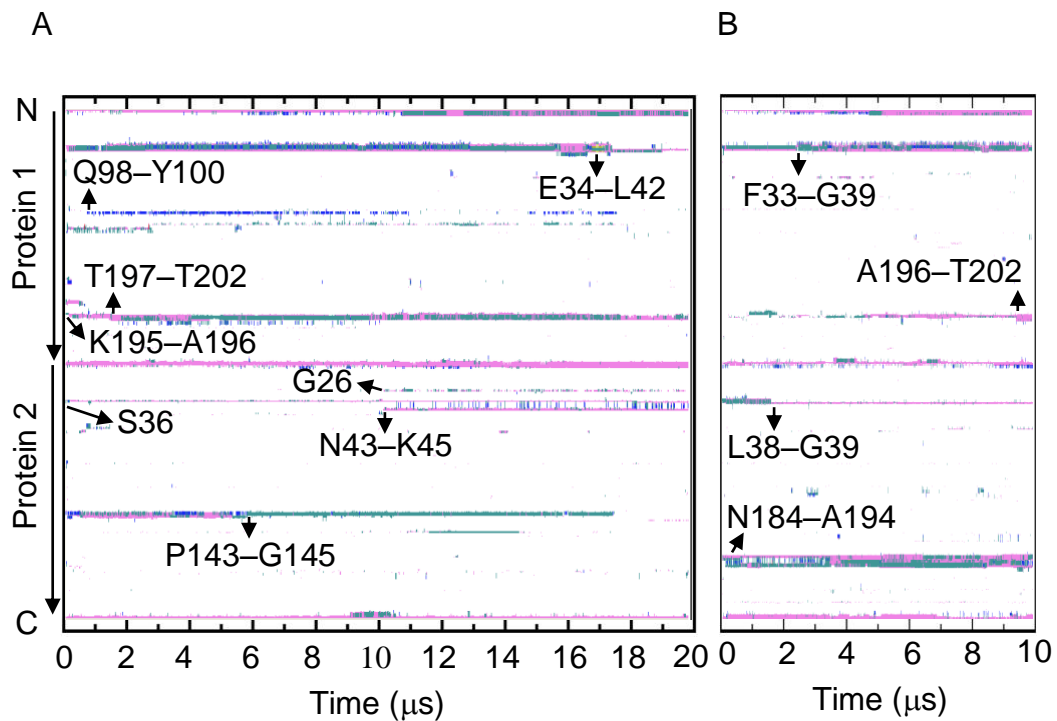 A
B
N
Protein 1
Q98–Y100
E34–L42
T197–T202
K195–A196
Protein 2
G26
S36
N43–K45
P143–G145
C
0 2 4 6 8 10 12 14 16 18 20
Time (μs)
F33–G39
A196–T202
L38–G39
N184–A194
0 2 4 6 8 10
Time (μs)